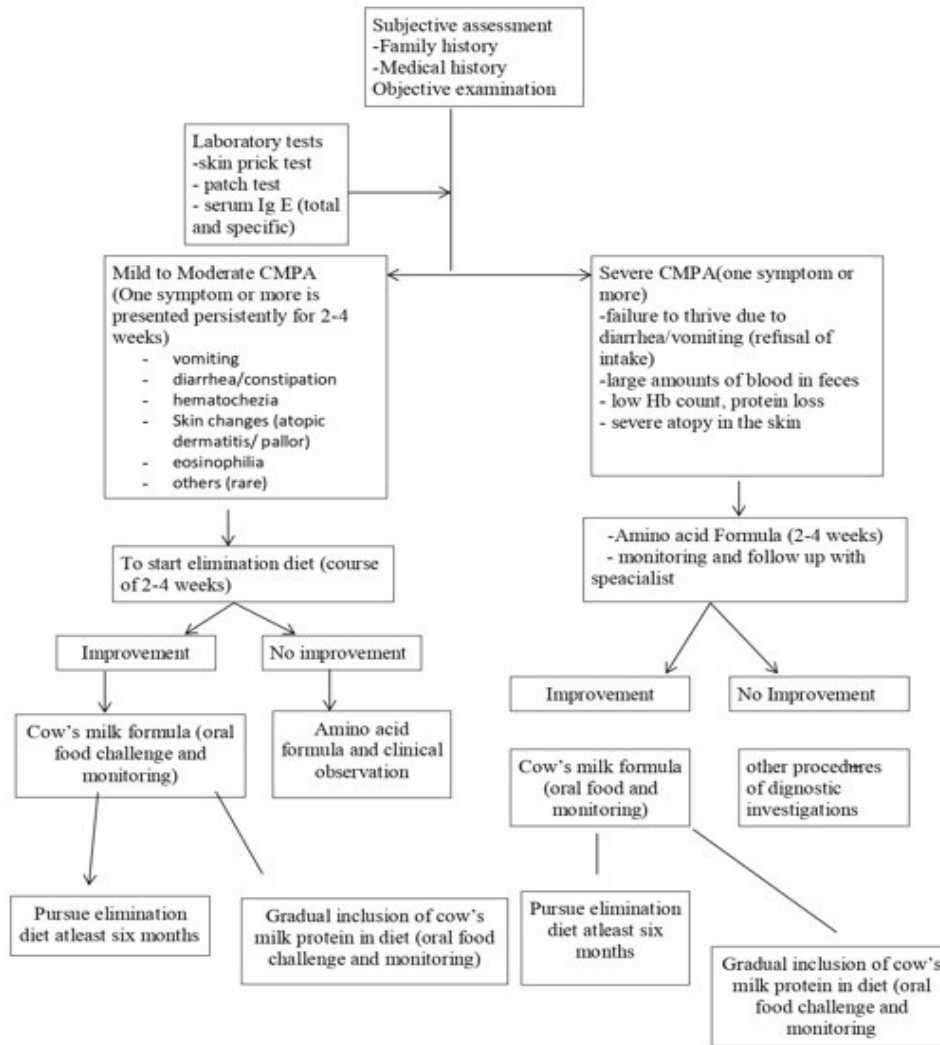 Subjective assessment
-Family history
-Medical history
Objective examination
Laboratory tests
-skin prick test
- patch test
- serum Ig E (total
and specific)
Mild to Moderate CMPA
(One symptom or more is
presented persistently for 2-4
weeks)
- vomiting
- diarrhea/constipation
- hematochezia
- Skin changes (atopic
dermatitis/ pallor)
- eosinophilia
- others (rare)
Severe CMPA(one symptom or
more)
-failure to thrive due to
diarrhea/vomiting (refusal of
intake)
-large amounts of blood in feces
- low Hb count, protein loss
- severe atopy in the skin
To start elimination diet (course
of 2-4 weeks)
-Amino acid Formula (2-4 weeks)
- monitoring and follow up with
speacialist
Improvement
No improvement
Improvement
No Improvement
Cow's milk formula (oral
food challenge and
monitoring)
Amino acid
formula and clinical
observation
Cow's milk formula
(oral food and
monitoring)
other procedures
of dignostic
investigations
Pursue elimination
diet atleast six months
Gradual inclusion of cow's
milk protein in diet (oral food
challenge and monitoring)
Pursue elimination
diet atleast six
months
Gradual inclusion of cow's
milk protein in diet (oral
food challenge and
monitoring